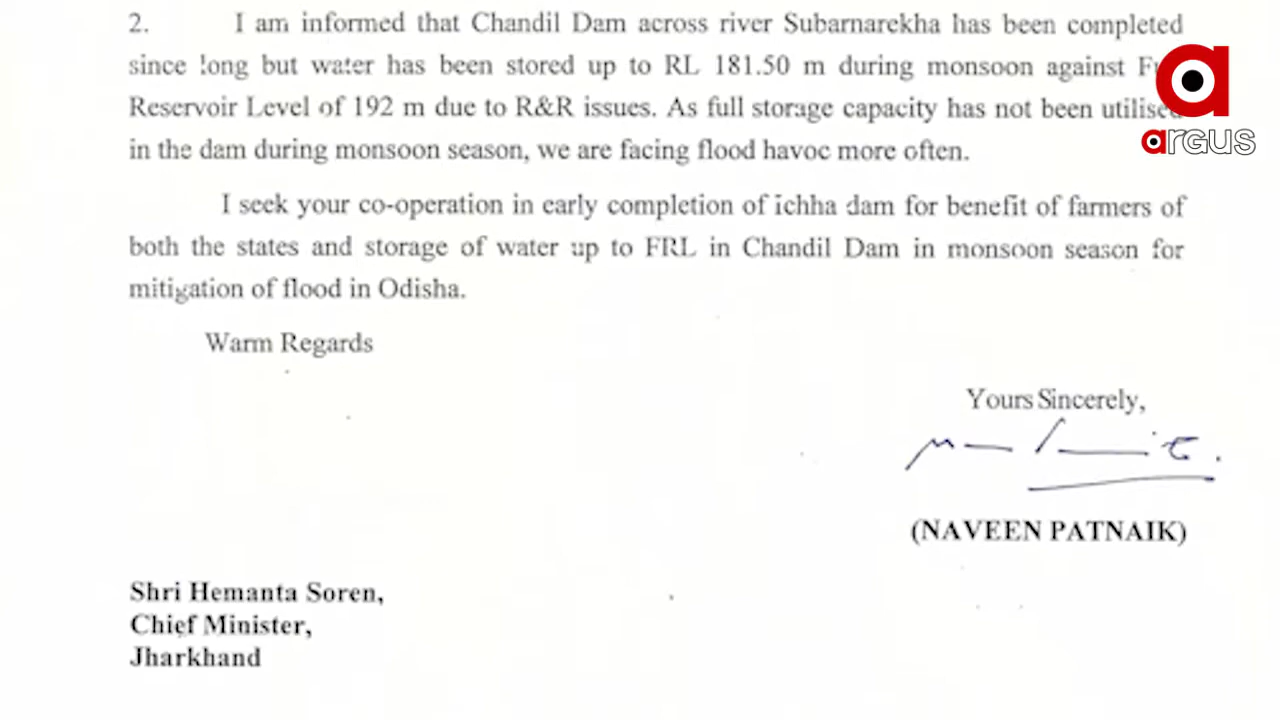 2. I am informed that Chandil Dam across river Subarnarekha has been completed
since long but water has been stored up to RL 181.50 m during monsoon against
Reservoir Level of 192 m due to R&R issues. As full storage capacity has not been utilised
in the dam during monsoon season, we are facing flood havoc more often.
I seek your co-operation in early completion of ichha dam for benefit of farmers of
both the states and storage of water up to FRL in Chandil Dam in monsoon season for
mitigation of flood in Odisha.
Warm Regards
Yours Sincerely,
(NAVEEN PATNAIK)
Shri Hemanta Soren,
Chief Minister,
Jharkhand
a
argus